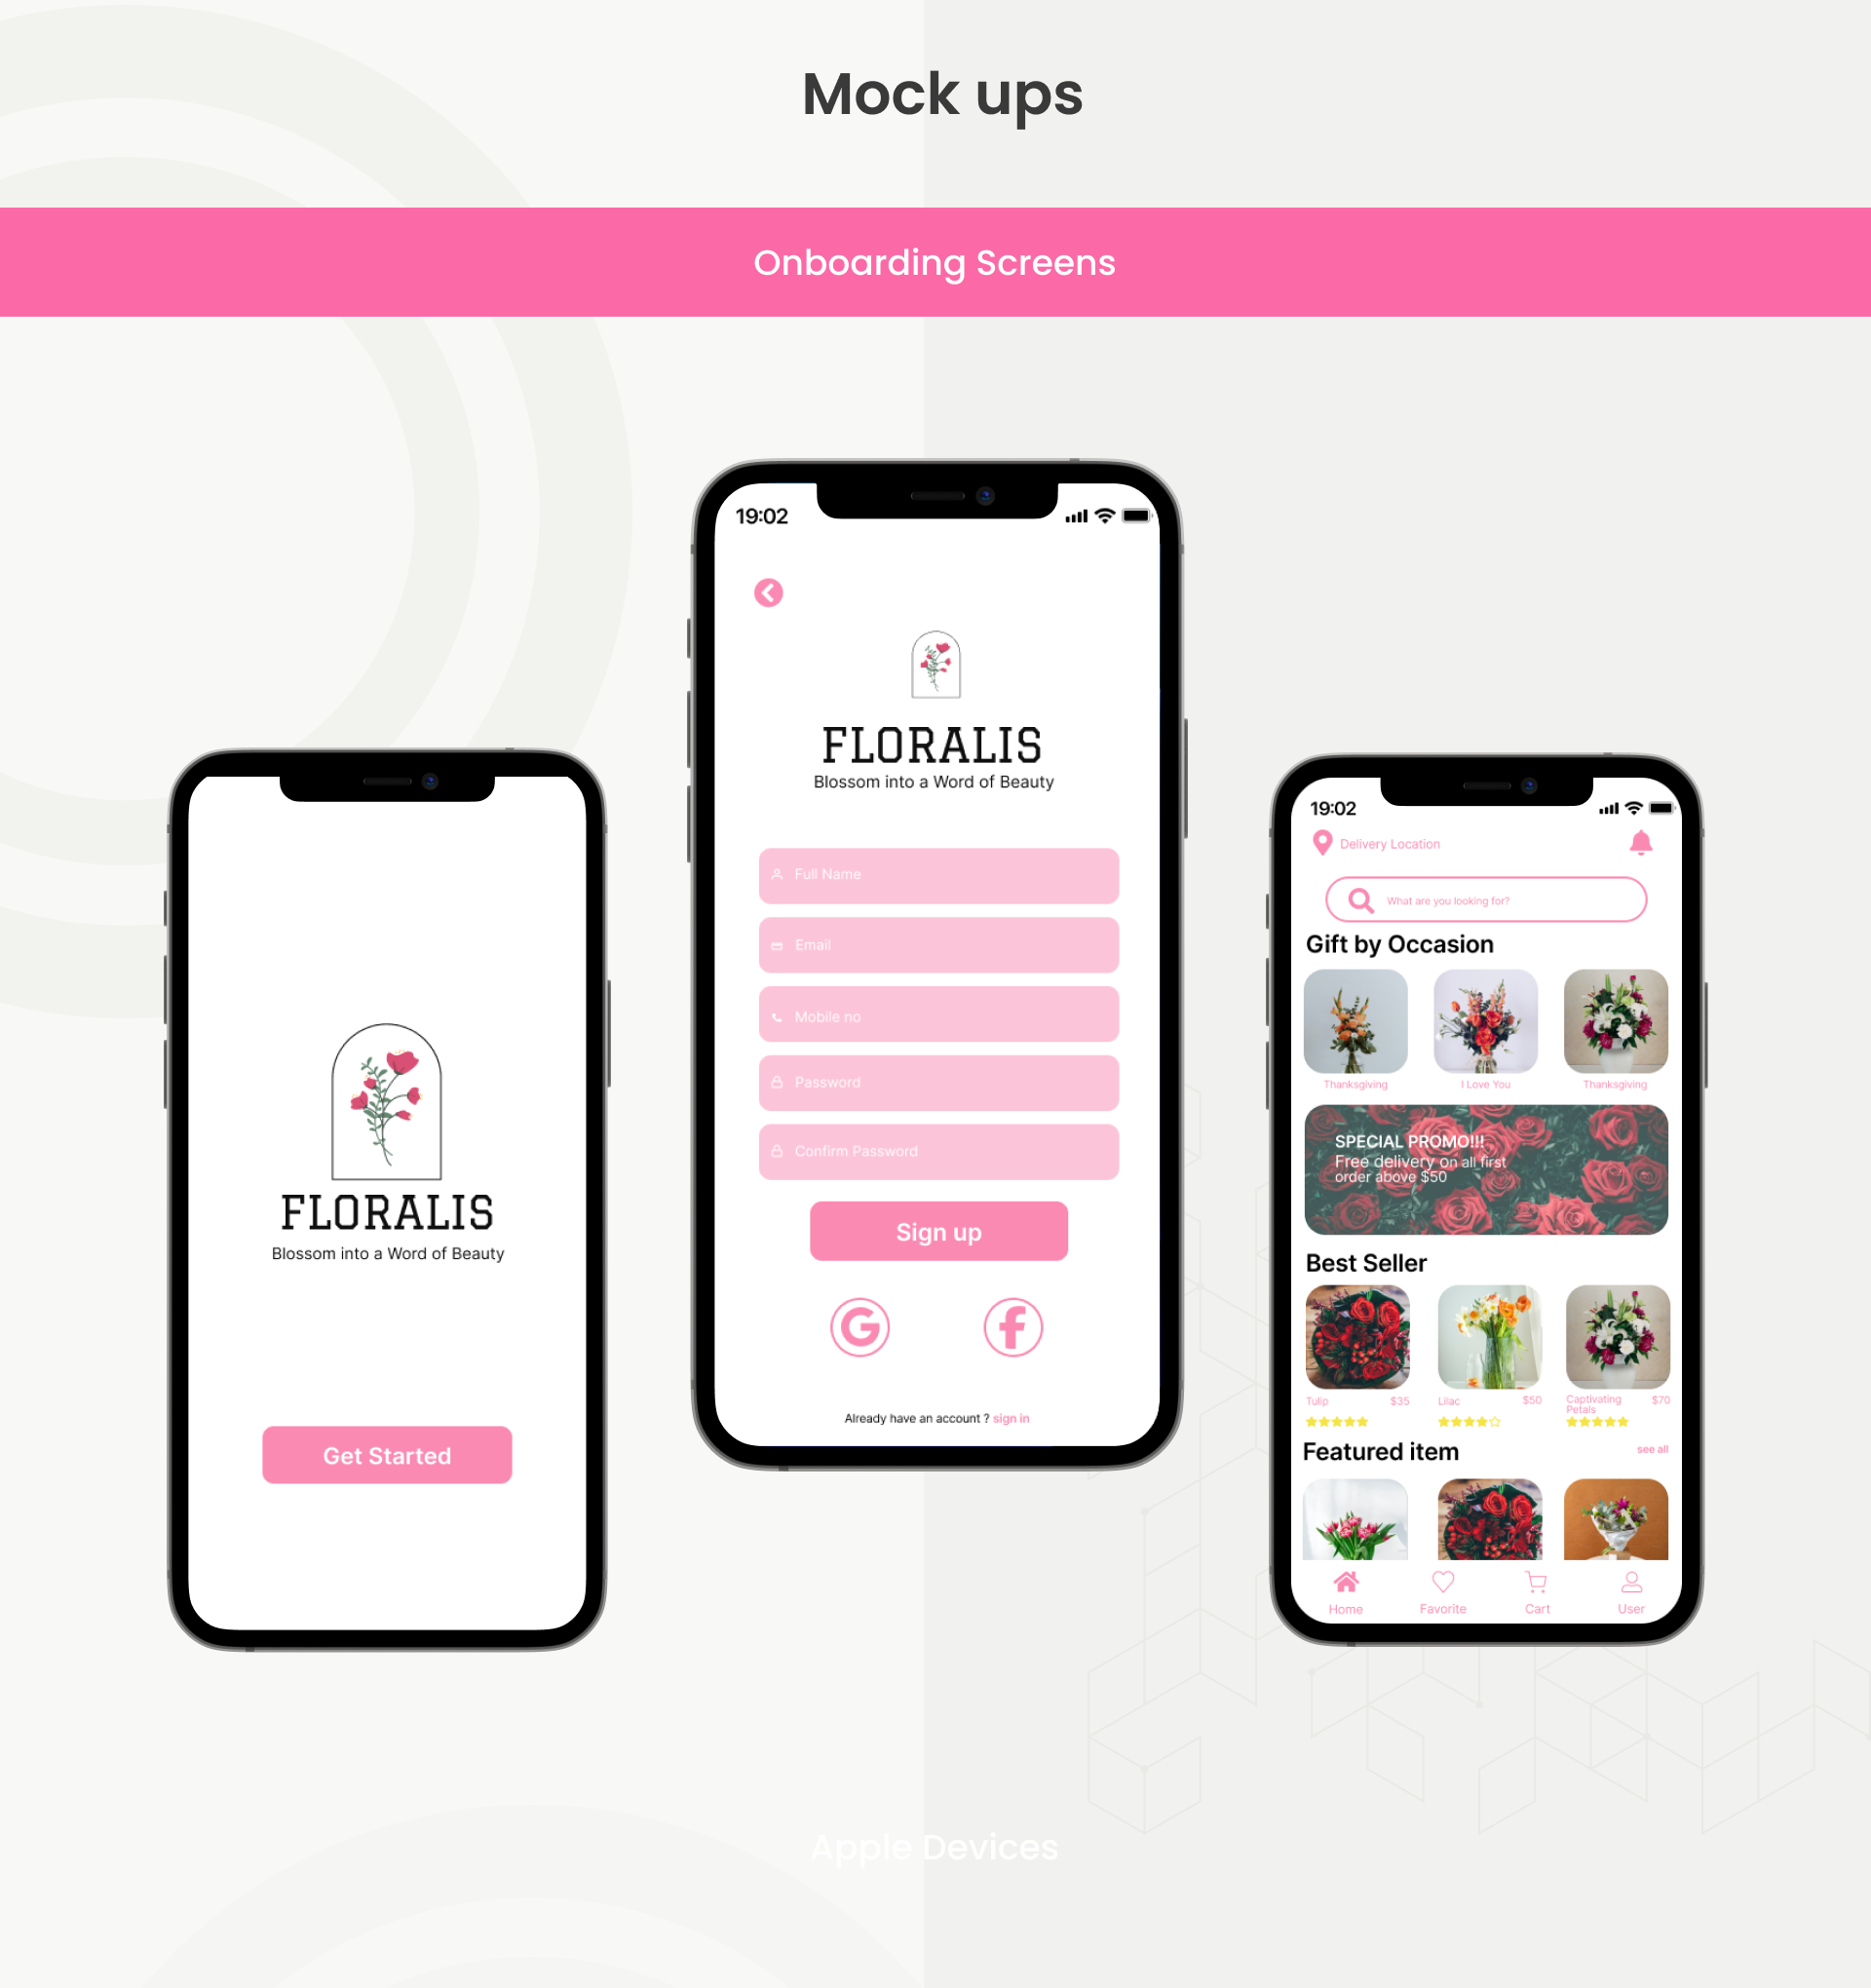 Mock ups
Onboarding Screens
FLORALIS
Blossom into a Word of Beauty
Get Started
19:02
FLORALIS
Blossom into a Word of Beauty
Full Name
Email
Mobile no
Password
Confirm Password
Sign up
G
f
Already have an account ? sign in
19:02
Delivery Location
What are you looking for?
Gift by Occasion
Thanksgiving
I Love You
Thanksgiving
SPECIAL PROMO!!!
Free delivery on all first
order above $50
Best Seller
Tulip $35
Lilac $50
Captivating $70
Petals
Featured item see all
Home Favorite Cart User
Apple Devices